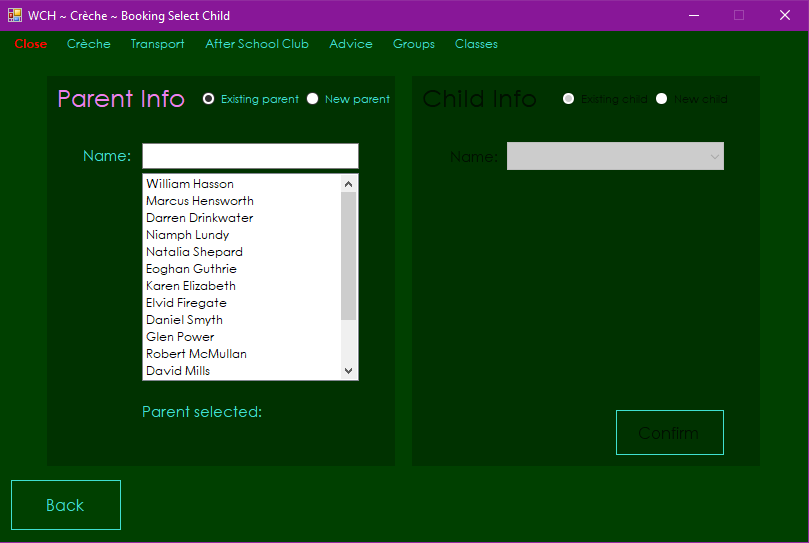 WCH ~ Crèche ~ Booking Select Child
Close Crèche Transport After School Club Advice Groups Classes
Parent Info Existing parent New parent
Child Info Existing child New child
Name:
William Hasson
Marcus Hensworth
Darren Drinkwater
Niamph Lundy
Natalia Shepard
Eoghan Guthrie
Karen Elizabeth
Elvid Firegate
Daniel Smyth
Glen Power
Robert McMullan
David Mills
Parent selected:
Name:
Confirm
Back